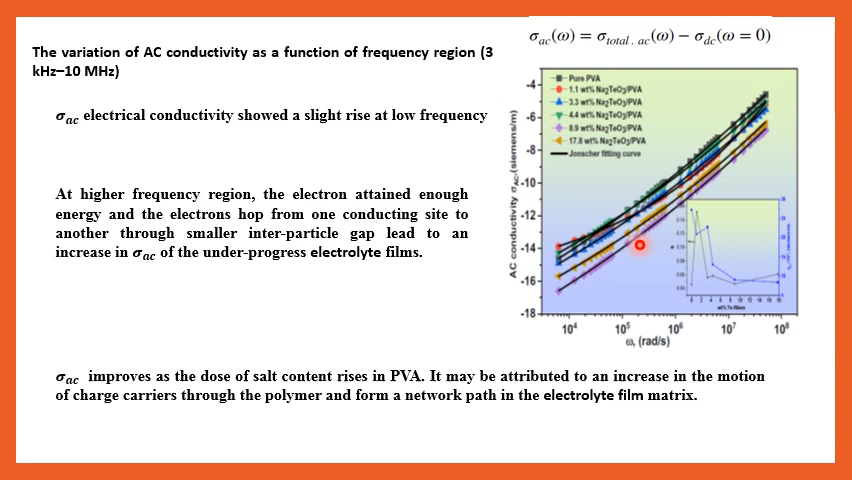 σac(ω) = σtotal . ac(ω) − σdc(ω = 0)
The variation of AC conductivity as a function of frequency region (3
kHz–10 MHz)
σac electrical conductivity showed a slight rise at low frequency
At higher frequency region, the electron attained enough
energy and the electrons hop from one conducting site to
another through smaller inter-particle gap lead to an
increase in σac of the under-progress electrolyte films.
AC conductivity σAC,(siemens/m)
-4
-6
-8
-10
-12
-14
-16
-18
Pure PVA
1.1 wt% Na2TeO3/PVA
3.3 wt% Na2TeO3/PVA
4.4 wt% Na2TeO3/PVA
8.9 wt% Na2TeO3/PVA
17.8 wt% Na2TeO3/PVA
Jonscher fitting curve
10⁴ 10⁵ 10⁶ 10⁷ 10⁸
ω, (rad/s)
σac improves as the dose of salt content rises in PVA. It may be attributed to an increase in the motion
of charge carriers through the polymer and form a network path in the electrolyte film matrix.